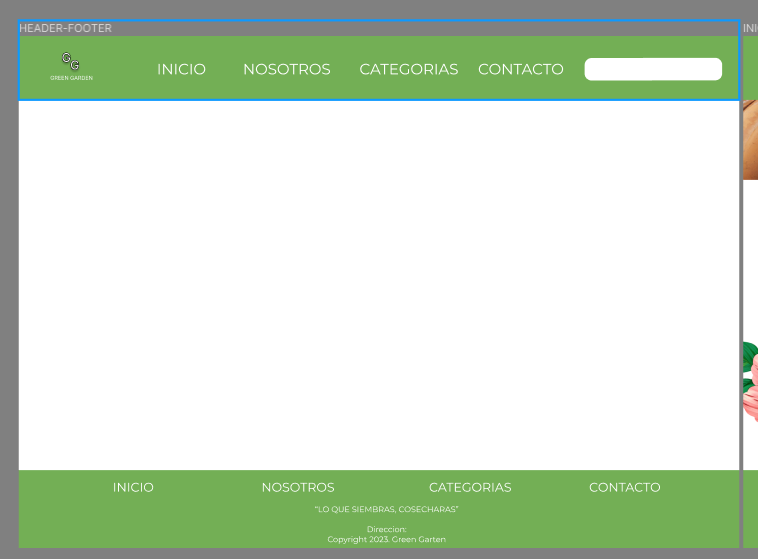 HEADER-FOOTER
INI
GG
GREEN GARDEN
INICIO
NOSOTROS
CATEGORIAS
CONTACTO
INICIO
NOSOTROS
CATEGORIAS
CONTACTO
"LO QUE SIEMBRAS, COSECHARAS"
Direccion:
Copyright 2023. Green Garten